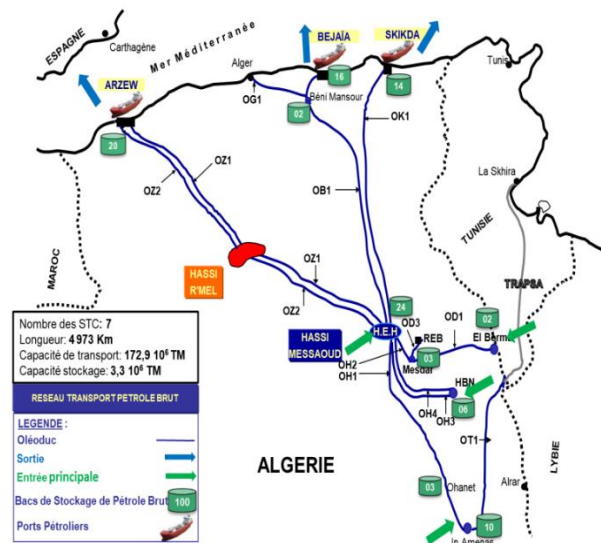 ESPAGNE
Carthagène
Mer Méditerranée
BEJAÏA
SKIKDA
ARZEW
Alger
16
14
Tunis
OG1
02
Béni Mansour
OK1
20
OZ1
OZ2
OB1
La Skhira
TUNISIE
MAROC
HASSI
R'MEL
OZ1
OZ2
TRAPSA
24
02
OD3
OD1
REB
El Borma
HASSI
MESSAOUD
H.E.H
OH2
OH1
03
Mesdar
HBN
OH4
OH3
06
OT1
LYBIE
ALGERIE
03
Ohanet
Alrar
10
In Amenas
Nombre des STC: 7
Longueur: 4 973 Km
Capacité de transport: 172,9 10⁶ TM
Capacité stockage: 3,3 10⁶ TM
RESEAU TRANSPORT PETROLE BRUT
LEGENDE :
Oléoduc
Sortie
Entrée principale
Bacs de Stockage de Pétrole Brut
100
Ports Pétroliers